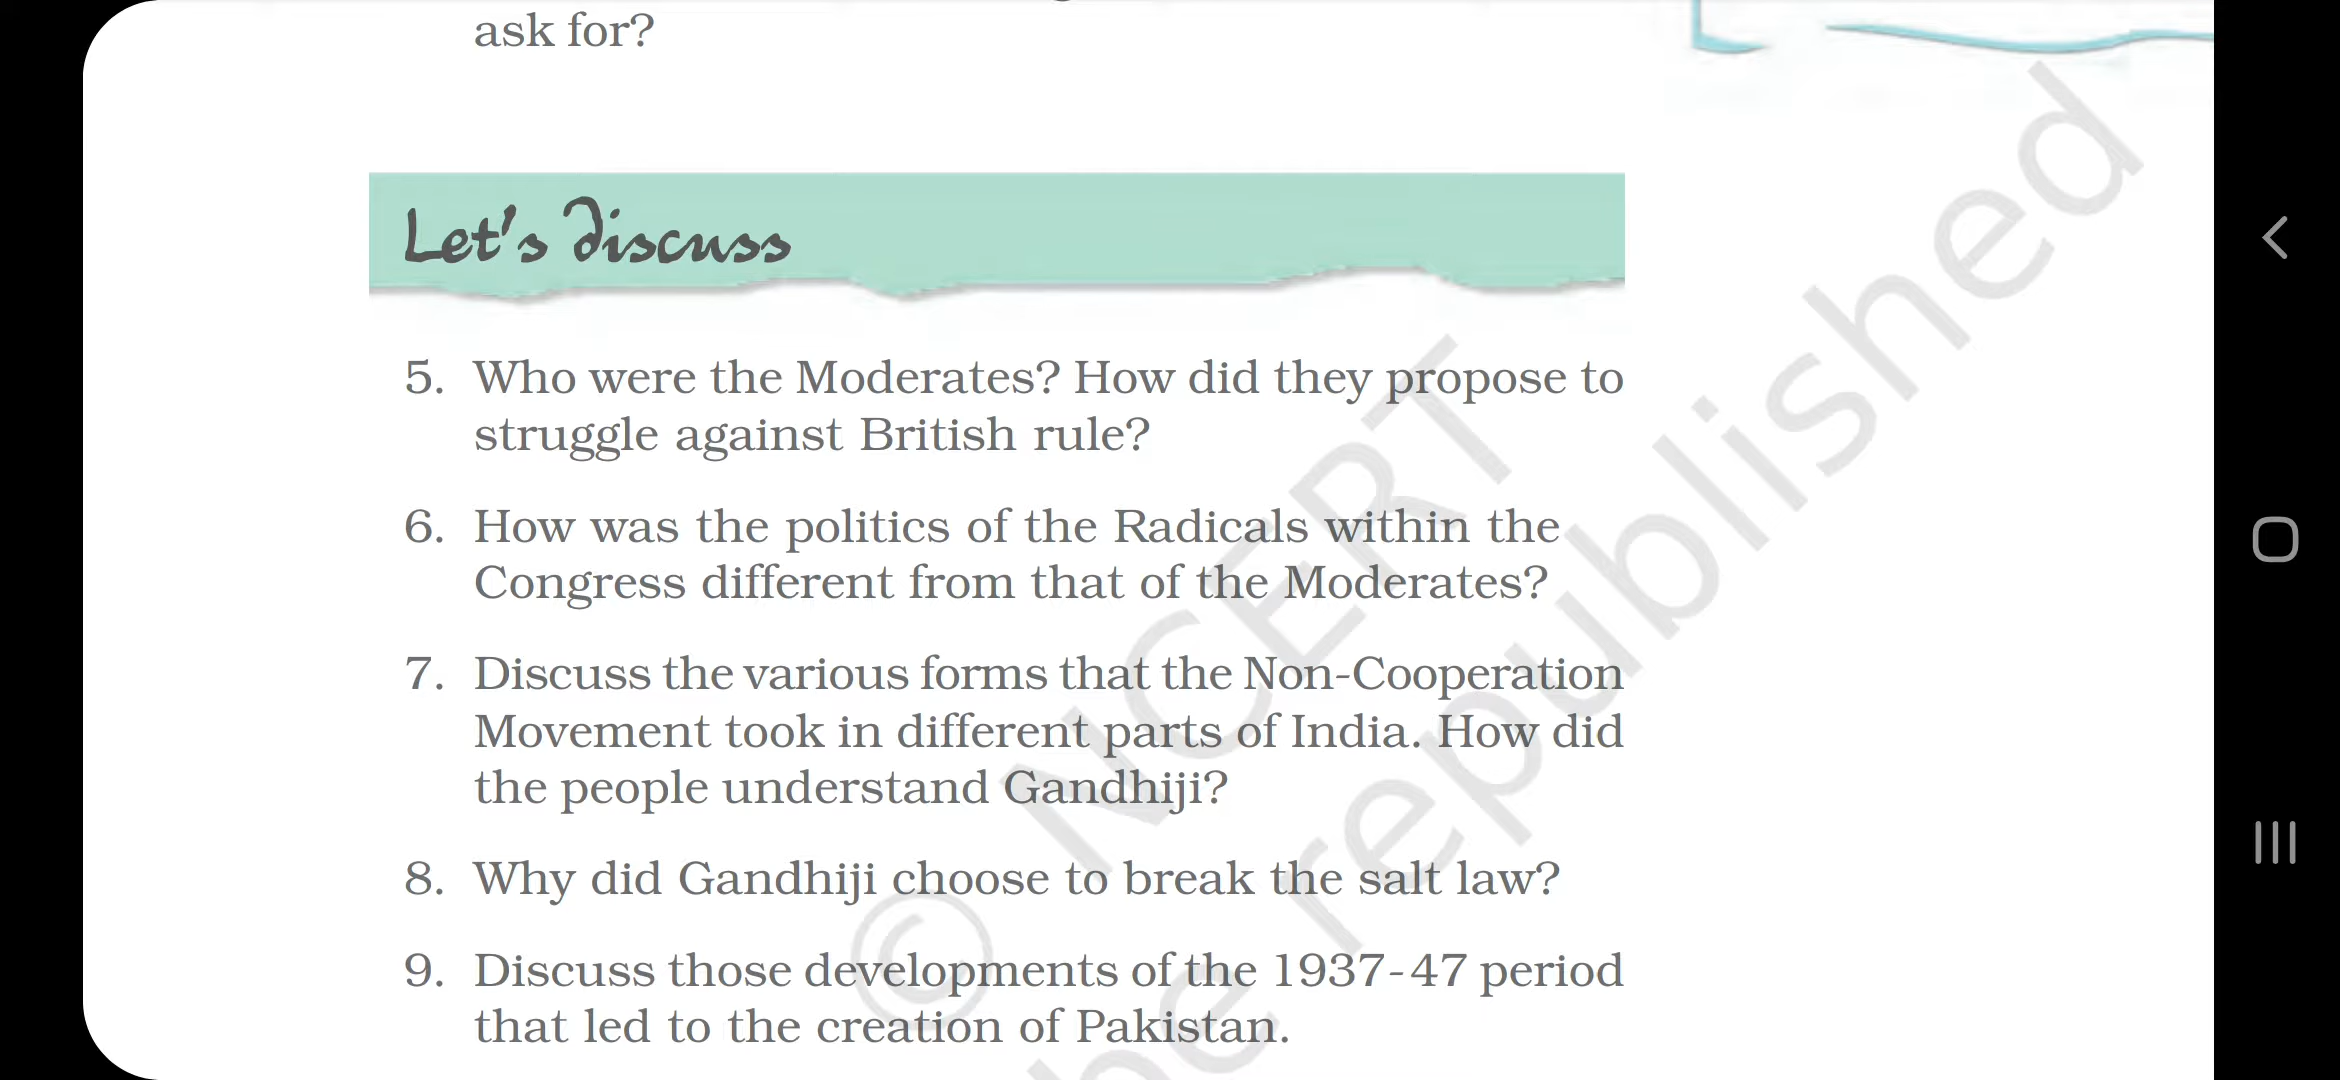 ask for?
Let's discuss
5. Who were the Moderates? How did they propose to
struggle against British rule?
6. How was the politics of the Radicals within the
Congress different from that of the Moderates?
7. Discuss the various forms that the Non-Cooperation
Movement took in different parts of India. How did
the people understand Gandhiji?
8. Why did Gandhiji choose to break the salt law?
9. Discuss those developments of the 1937-47 period
that led to the creation of Pakistan.
© NCERT
be republished